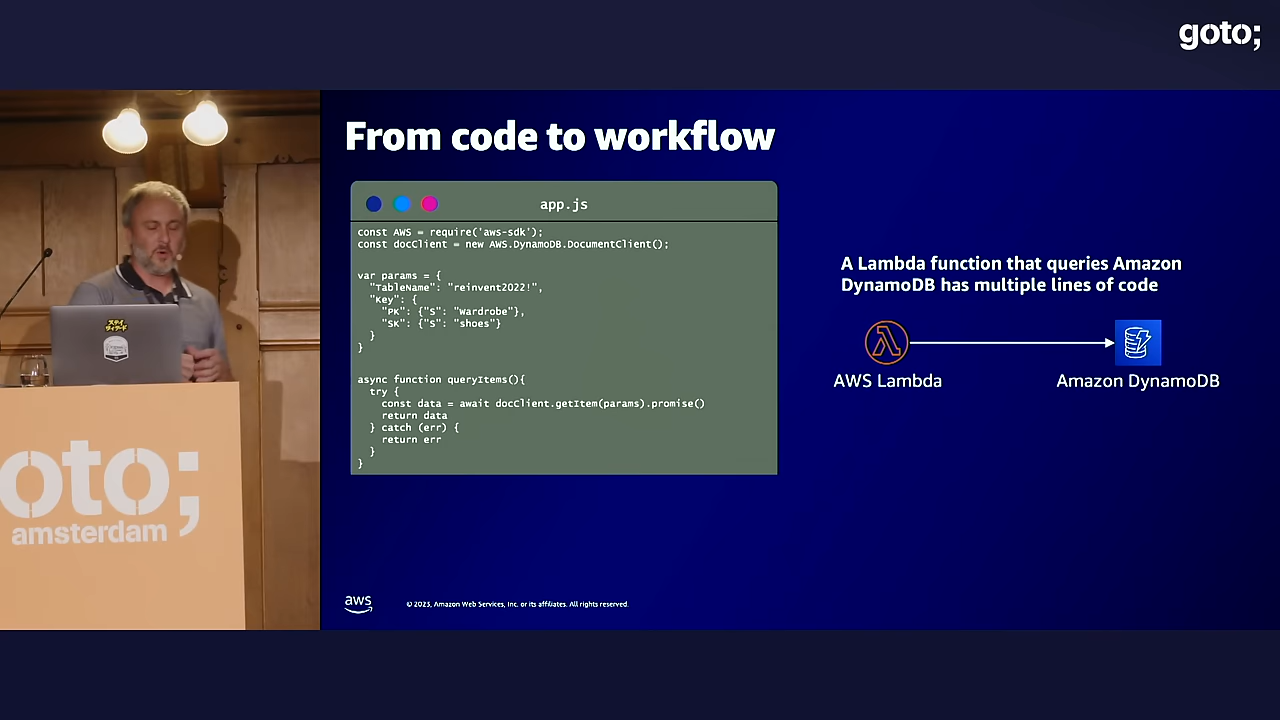 goto;
From code to workflow
app.js
const AWS = require('aws-sdk');
const docClient = new AWS.DynamoDB.DocumentClient();
var params = {
  "TableName": "reinvent2022!",
  "Key": {
    "PK": {"S": "Wardrobe"},
    "SK": {"S": "shoes"}
  }
}
async function queryItems(){
  try {
    const data = await docClient.getItem(params).promise()
    return data
  } catch (err) {
    return err
  }
}
A Lambda function that queries Amazon
DynamoDB has multiple lines of code
AWS Lambda
Amazon DynamoDB
oto;
amsterdam
aws
© 2023, Amazon Web Services, Inc. or its affiliates. All rights reserved.